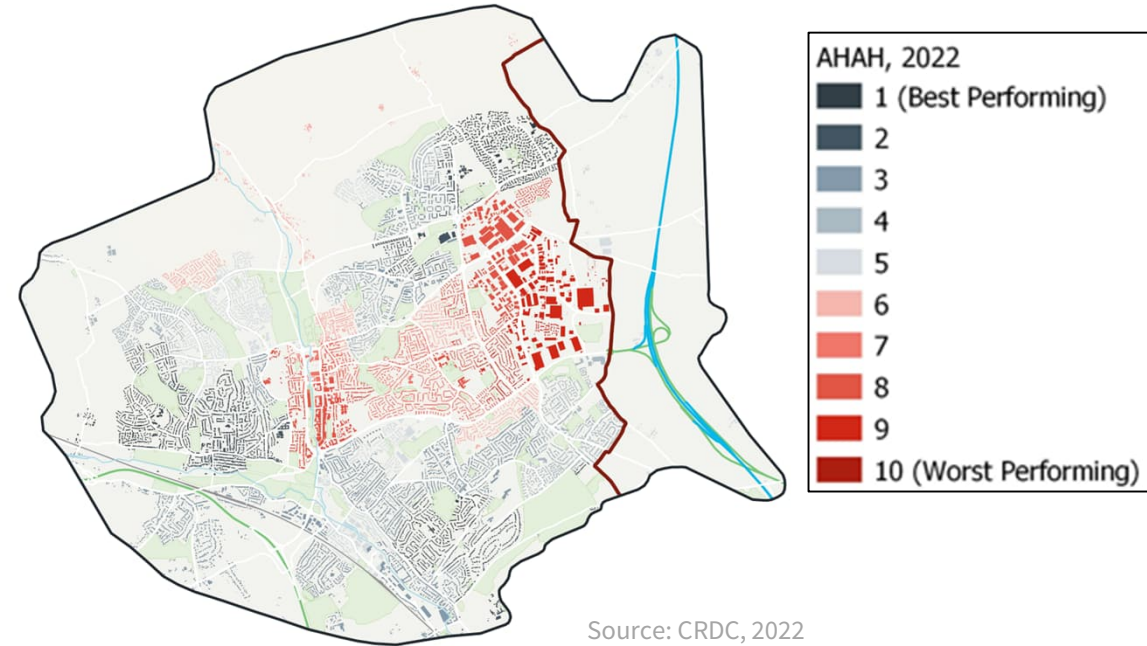 AHAH, 2022
1 (Best Performing)
2
3
4
5
6
7
8
9
10 (Worst Performing)
Source: CRDC, 2022